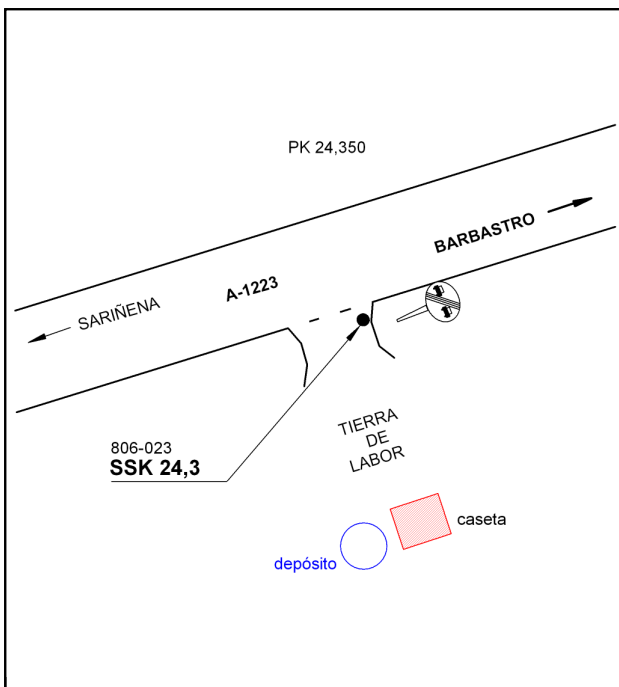 PK 24,350
BARBASTRO
A-1223
SARIÑENA
806-023
SSK 24,3
TIERRA
DE
LABOR
caseta
depósito